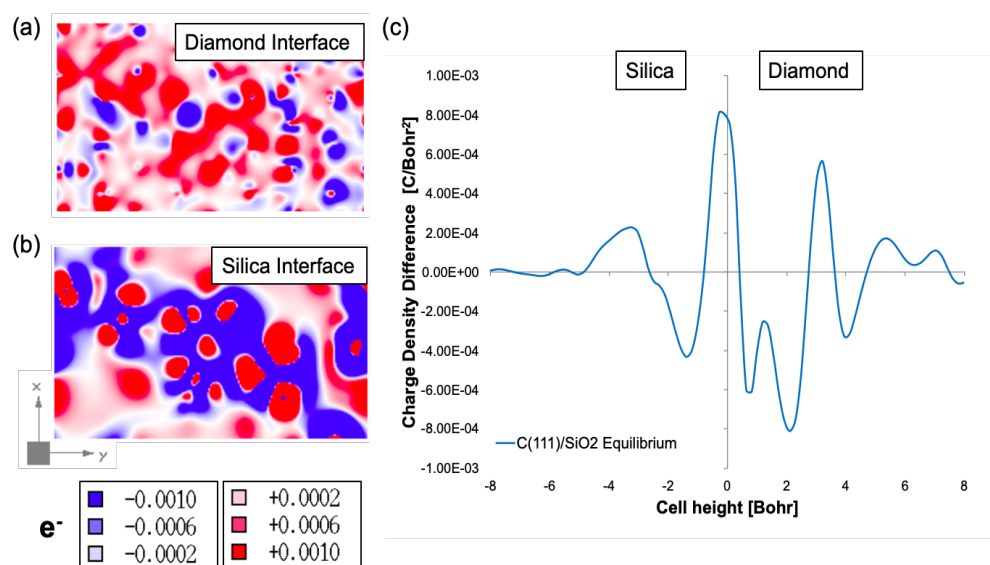 (a)
Diamond Interface
(b)
Silica Interface
x
y
e-
-0.0010
-0.0006
-0.0002
+0.0002
+0.0006
+0.0010
(c)
Silica
Diamond
Charge Density Difference [C/Bohr²]
1.00E-03
8.00E-04
6.00E-04
4.00E-04
2.00E-04
0.00E+00
-2.00E-04
-4.00E-04
-6.00E-04
-8.00E-04
-1.00E-03
C(111)/SiO2 Equilibrium
-8 -6 -4 -2 0 2 4 6 8
Cell height [Bohr]